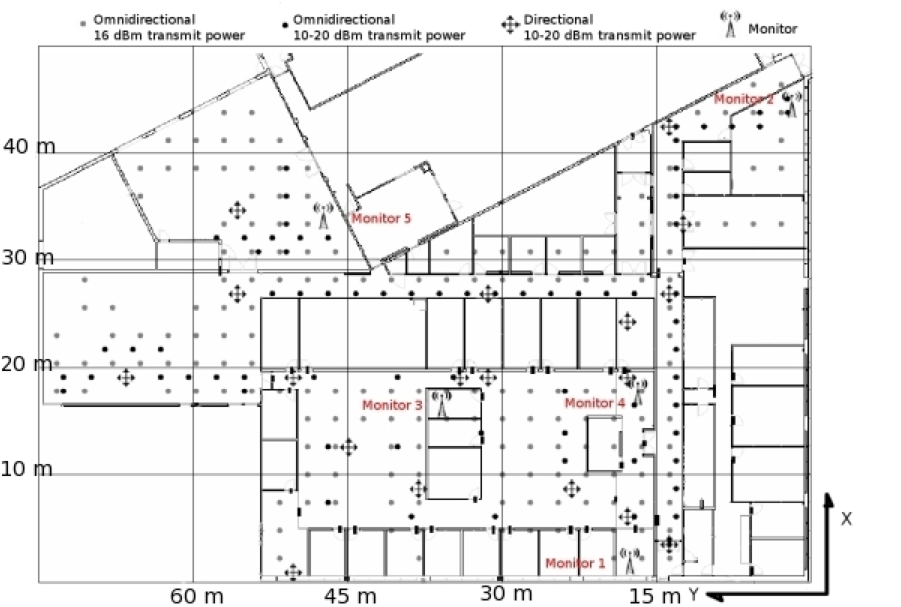 Omnidirectional
16 dBm transmit power
Omnidirectional
10-20 dBm transmit power
Directional
10-20 dBm transmit power
Monitor
Monitor 2
40 m
Monitor 5
30 m
20 m
Monitor 3
Monitor 4
10 m
X
Monitor 1
60 m
45 m
30 m
15 m
Y